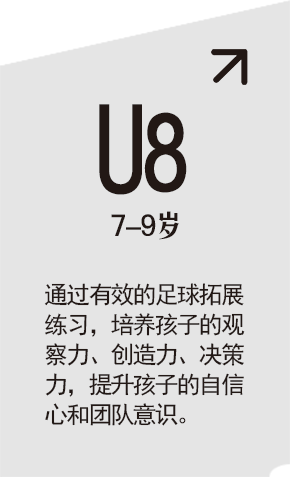 U8
7–9岁
通过有效的足球拓展
练习，培养孩子的观
察力、创造力、决策
力，提升孩子的自信
心和团队意识。